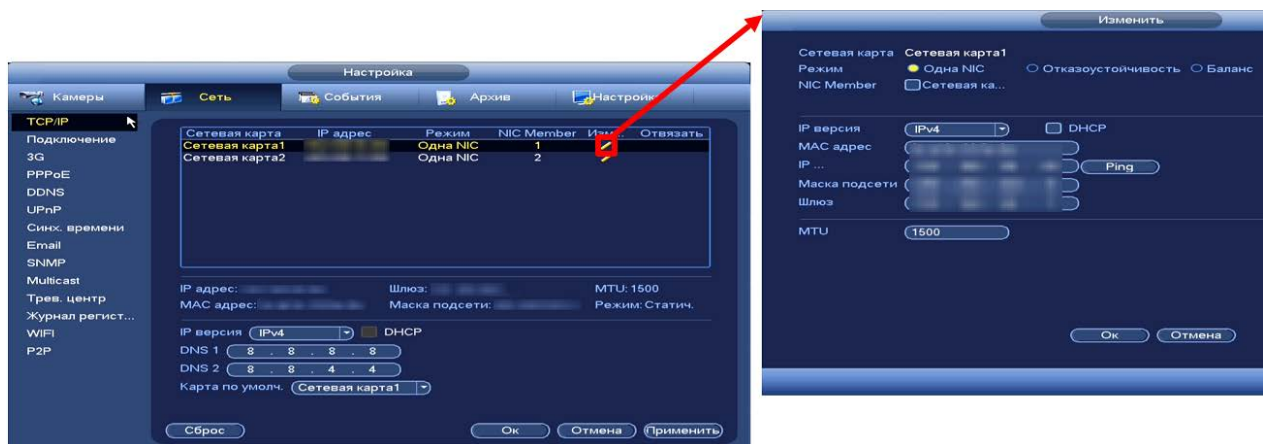 Настройка
Камеры Сеть События Архив Настройк
TCP/IP
Подключение
3G
PPPoE
DDNS
UPnP
Синх. времени
Email
SNMP
Multicast
Трев. центр
Журнал регист...
WIFI
P2P
Сетевая карта IP адрес Режим NIC Member Изм... Отвязать
Сетевая карта1 Одна NIC 1
Сетевая карта2 Одна NIC 2
IP адрес: Шлюз: MTU: 1500
MAC адрес: Маска подсети: Режим: Статич.
IP версия IPv4 DHCP
DNS 1 8 . 8 . 8 . 8
DNS 2 8 . 8 . 4 . 4
Карта по умолч. Сетевая карта1
Сброс Ок Отмена Применить
Изменить
Сетевая карта Сетевая карта1
Режим Одна NIC Отказоустойчивость Баланс
NIC Member Сетевая ка...
IP версия IPv4 DHCP
MAC адрес
IP ... Ping
Маска подсети
Шлюз
MTU 1500
Ок Отмена